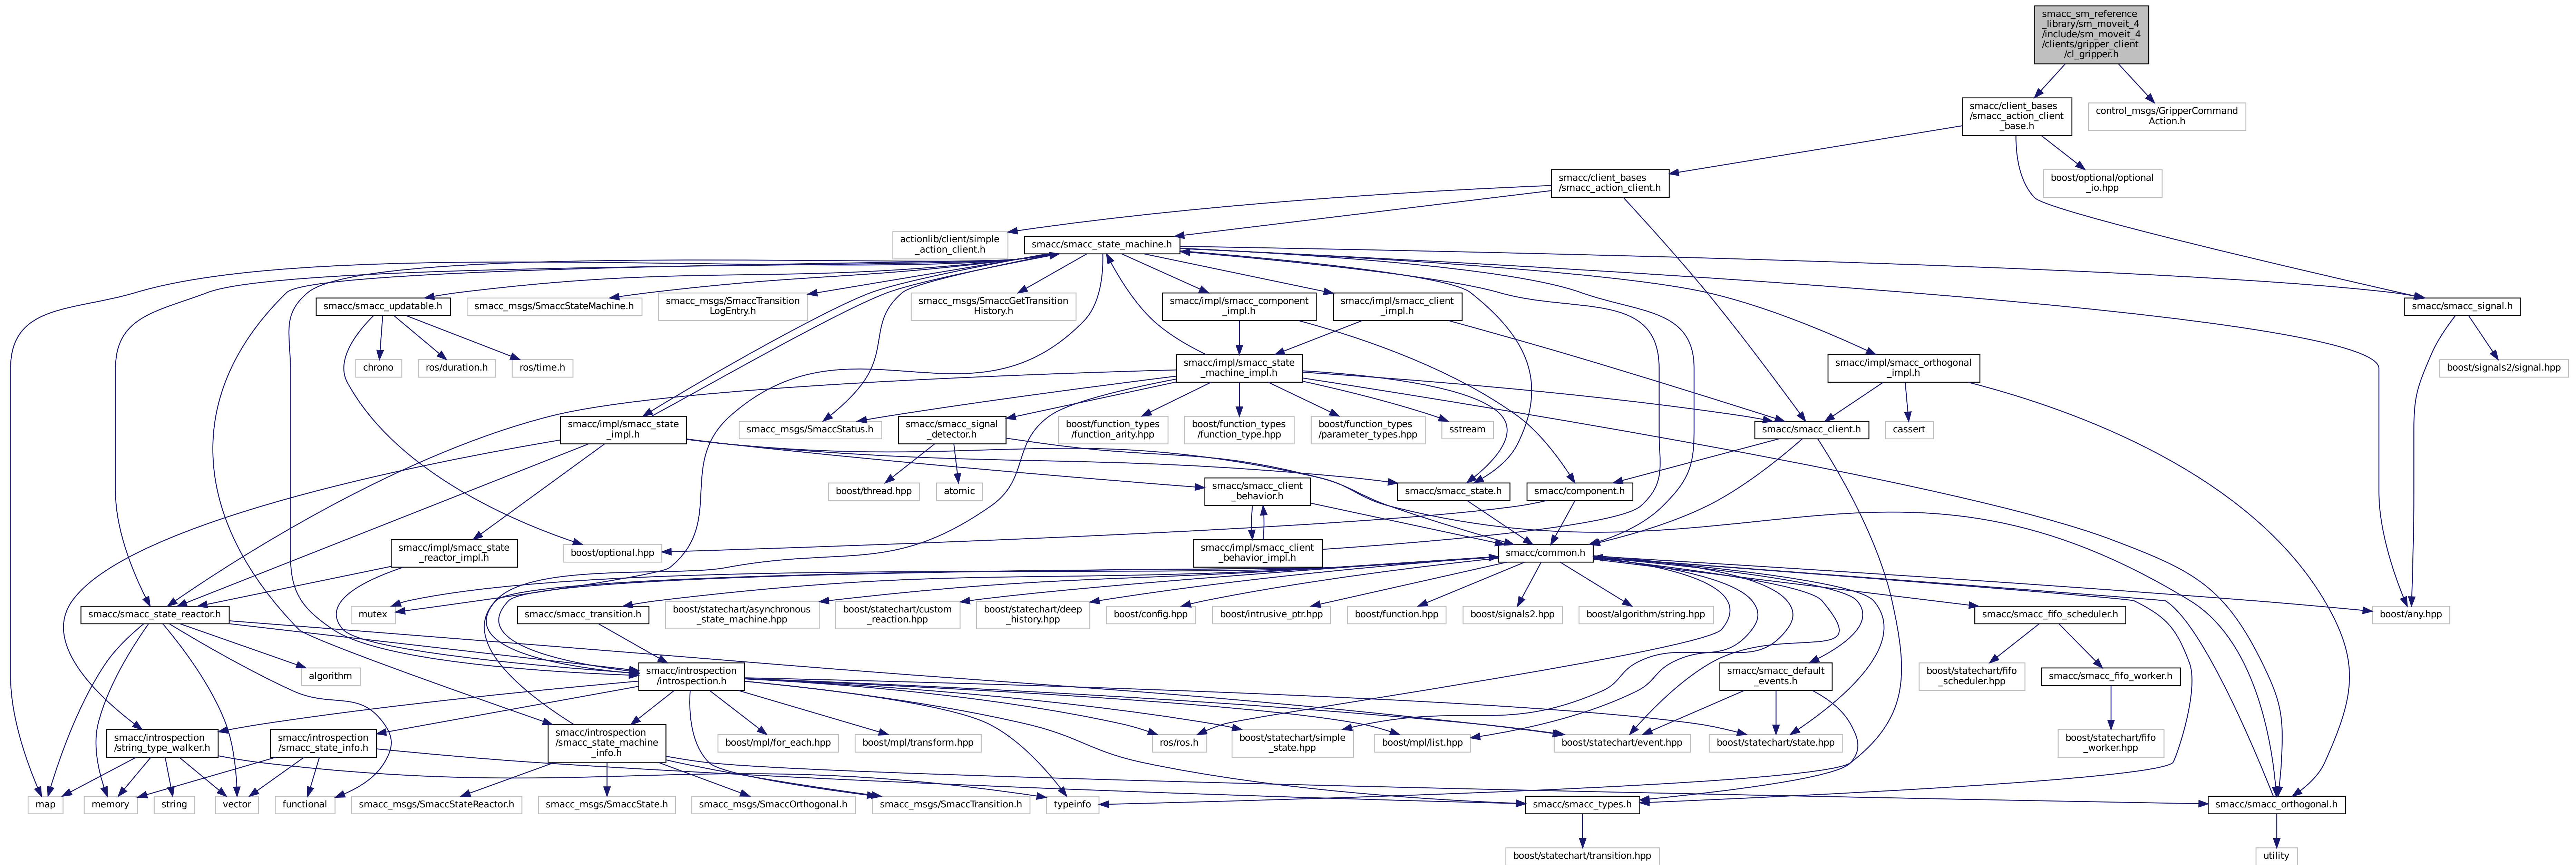 smacc_sm_reference
_library/sm_moveit_4
/include/sm_moveit_4
/clients/gripper_client
/cl_gripper.h
smacc/client_bases
/smacc_action_client
_base.h
control_msgs/GripperCommand
Action.h
smacc/client_bases
/smacc_action_client.h
boost/optional/optional
_io.hpp
actionlib/client/simple
_action_client.h
smacc/smacc_state_machine.h
smacc/smacc_updatable.h
smacc_msgs/SmaccStateMachine.h
smacc_msgs/SmaccTransition
LogEntry.h
smacc_msgs/SmaccGetTransition
History.h
smacc/impl/smacc_component
_impl.h
smacc/impl/smacc_client
_impl.h
smacc/smacc_signal.h
chrono
ros/duration.h
ros/time.h
smacc/impl/smacc_state
_machine_impl.h
smacc/impl/smacc_orthogonal
_impl.h
boost/signals2/signal.hpp
smacc/impl/smacc_state
_impl.h
smacc_msgs/SmaccStatus.h
smacc/smacc_signal
_detector.h
boost/function_types
/function_arity.hpp
boost/function_types
/function_type.hpp
boost/function_types
/parameter_types.hpp
sstream
smacc/smacc_client.h
cassert
boost/thread.hpp
atomic
smacc/smacc_client
_behavior.h
smacc/smacc_state.h
smacc/component.h
smacc/impl/smacc_state
_reactor_impl.h
boost/optional.hpp
smacc/impl/smacc_client
_behavior_impl.h
smacc/common.h
smacc/smacc_state_reactor.h
mutex
smacc/smacc_transition.h
boost/statechart/asynchronous
_state_machine.hpp
boost/statechart/custom
_reaction.hpp
boost/statechart/deep
_history.hpp
boost/config.hpp
boost/intrusive_ptr.hpp
boost/function.hpp
boost/signals2.hpp
boost/algorithm/string.hpp
smacc/smacc_fifo_scheduler.h
boost/any.hpp
algorithm
smacc/introspection
/introspection.h
smacc/smacc_default
_events.h
boost/statechart/fifo
_scheduler.hpp
smacc/smacc_fifo_worker.h
smacc/introspection
/string_type_walker.h
smacc/introspection
/smacc_state_info.h
smacc/introspection
/smacc_state_machine
_info.h
boost/mpl/for_each.hpp
boost/mpl/transform.hpp
ros/ros.h
boost/statechart/simple
_state.hpp
boost/mpl/list.hpp
boost/statechart/event.hpp
boost/statechart/state.hpp
boost/statechart/fifo
_worker.hpp
map
memory
string
vector
functional
smacc_msgs/SmaccStateReactor.h
smacc_msgs/SmaccState.h
smacc_msgs/SmaccOrthogonal.h
smacc_msgs/SmaccTransition.h
typeinfo
smacc/smacc_types.h
smacc/smacc_orthogonal.h
boost/statechart/transition.hpp
utility